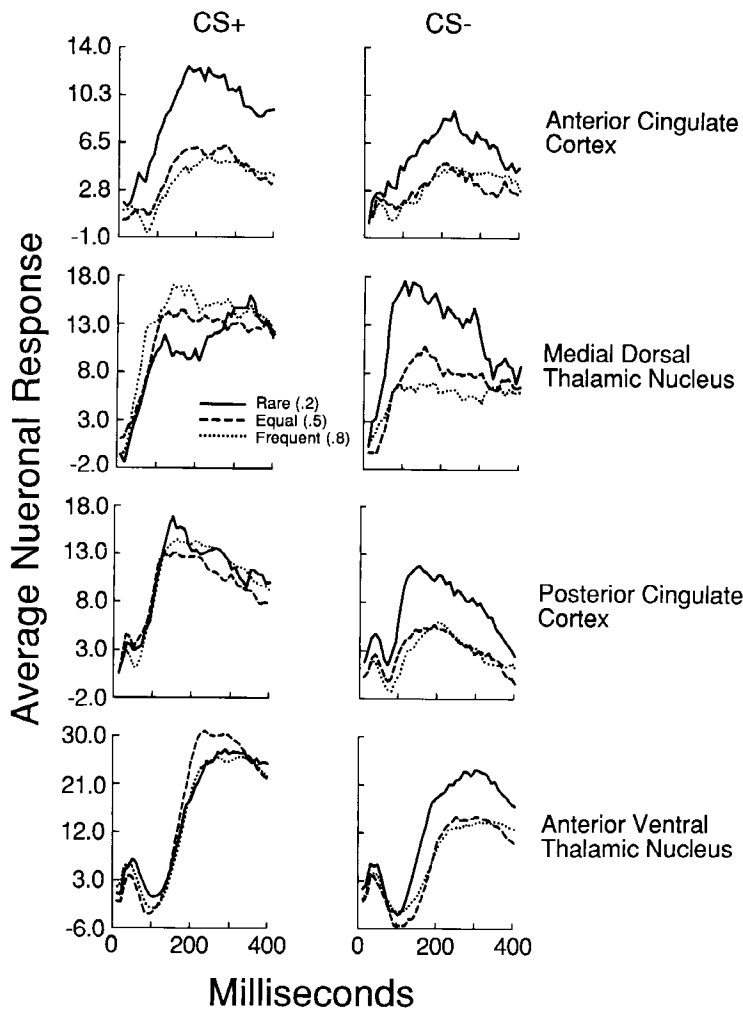 CS+ CS-
14.0
10.3
6.5
2.8
-1.0
Anterior Cingulate
Cortex
18.0
13.0
8.0
3.0
-2.0
Rare (.2)
Equal (.5)
Frequent (.8)
Medial Dorsal
Thalamic Nucleus
18.0
13.0
8.0
3.0
-2.0
Posterior Cingulate
Cortex
30.0
21.0
12.0
3.0
-6.0
Anterior Ventral
Thalamic Nucleus
0 200 400 0 200 400
Milliseconds
Average Nueronal Response